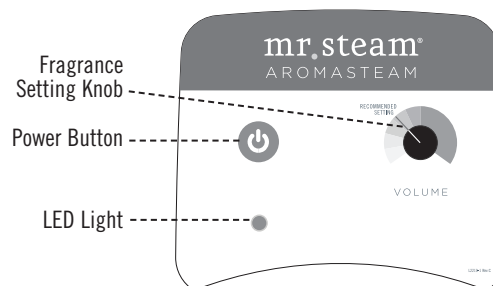 mr.steam®
AROMASTEAM
Fragrance
Setting Knob
RECOMMENDED
SETTING
Power Button
VOLUME
LED Light